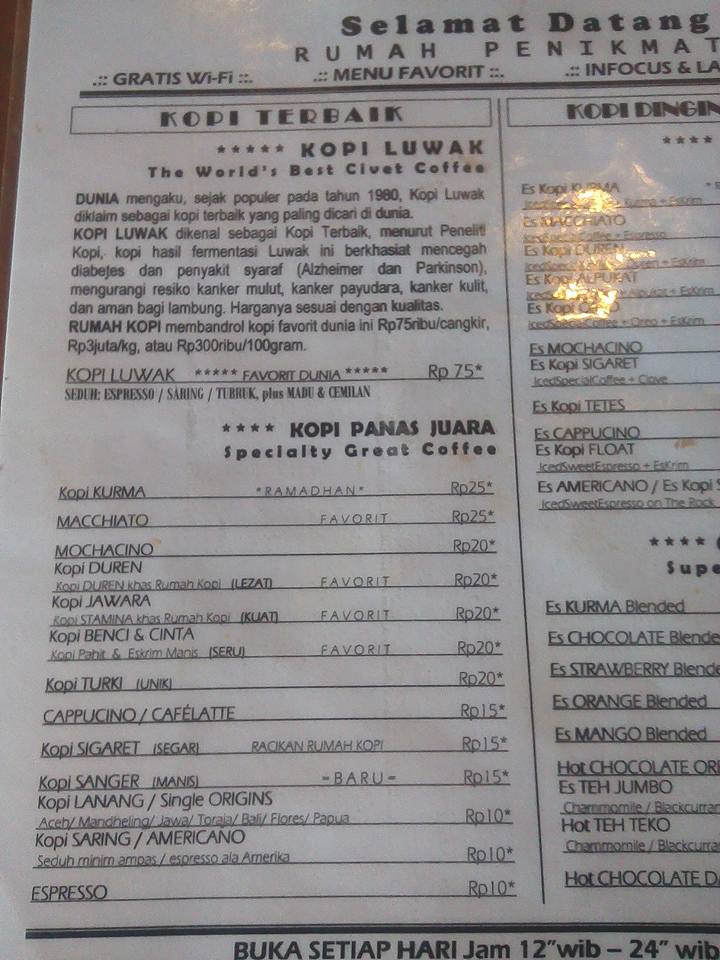 Selamat Datang
RUMAH PENIKMAT
.:: GRATIS Wi-Fi ::. .:: MENU FAVORIT ::. .:: INFOCUS & LA
KOPI TERBAIK
***** KOPI LUWAK
The World's Best Civet Coffee
DUNIA mengaku, sejak populer pada tahun 1980, Kopi Luwak
diklaim sebagai kopi terbaik yang paling dicari di dunia.
KOPI LUWAK dikenal sebagai Kopi Terbaik, menurut Peneliti
Kopi, kopi hasil fermentasi Luwak ini berkhasiat mencegah
diabetes dan penyakit syaraf (Alzheimer dan Parkinson),
mengurangi resiko kanker mulut, kanker payudara, kanker kulit,
dan aman bagi lambung. Harganya sesuai dengan kualitas.
RUMAH KOPI membandrol kopi favorit dunia ini Rp75ribu/cangkir,
Rp3juta/kg, atau Rp300ribu/100gram.
KOPI LUWAK ***** FAVORIT DUNIA ***** Rp 75*
SEDUH: ESPRESSO / SARING / TUBRUK, plus MADU & CEMILAN
**** KOPI PANAS JUARA
Specialty Great Coffee
Kopi KURMA *RAMADHAN* Rp25*
MACCHIATO FAVORIT Rp25*
MOCHACINO Rp20*
Kopi DUREN
Kopi DUREN khas Rumah Kopi (LEZAT) FAVORIT Rp20*
Kopi JAWARA
Kopi STAMINA khas Rumah Kopi (KUAT) FAVORIT Rp20*
Kopi BENCI & CINTA
Kopi Pahit & Eskrim Manis (SERU) FAVORIT Rp20*
Kopi TURKI (UNIK) Rp20*
CAPPUCINO / CAFÉLATTE Rp15*
Kopi SIGARET (SEGAR) RACIKAN RUMAH KOPI Rp15*
Kopi SANGER (MANIS) =BARU= Rp15*
Kopi LANANG / Single ORIGINS
Aceh/ Mandheling/ Jawa/ Toraja/ Bali/ Flores/ Papua Rp10*
Kopi SARING / AMERICANO
Seduh minim ampas / espresso ala Amerika Rp10*
ESPRESSO Rp10*
KOPI DINGIN
****
Es Kopi KURMA
Kurma + EsKrim
Es MACCHIATO
Es Kopi DUREN
Es Kopi ALPUKAT
Alpukat + EsKrim
Es Kopi
IcedSpecialCoffee + Oreo + EsKrim
Es MOCHACINO
Es Kopi SIGARET
IcedSpecialCoffee + Clove
Es Kopi TETES
Es CAPPUCINO
Es Kopi FLOAT
IcedSweetEspresso + EsKrim
Es AMERICANO / Es Kopi S
IcedSweetEspresso on The Rock
****
Supe
Es KURMA Blended
Es CHOCOLATE Blende
Es STRAWBERRY Blende
Es ORANGE Blended
Es MANGO Blended
Hot CHOCOLATE ORI
Es TEH JUMBO
Chammomile / Blackcurran
Hot TEH TEKO
Chammomile / Blackcurra
Hot CHOCOLATE D
BUKA SETIAP HARI Jam 12"wib – 24" wib